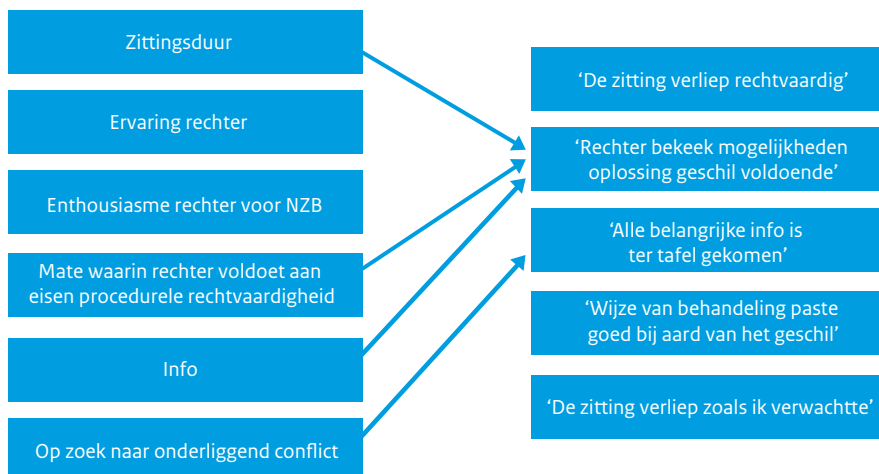 Zittingsduur
Ervaring rechter
Enthousiasme rechter voor NZB
Mate waarin rechter voldoet aan
eisen procedurele rechtvaardigheid
Info
Op zoek naar onderliggend conflict
‘De zitting verliep rechtvaardig’
‘Rechter bekeek mogelijkheden
oplossing geschil voldoende’
‘Alle belangrijke info is
ter tafel gekomen’
‘Wijze van behandeling paste
goed bij aard van het geschil’
‘De zitting verliep zoals ik verwachtte’